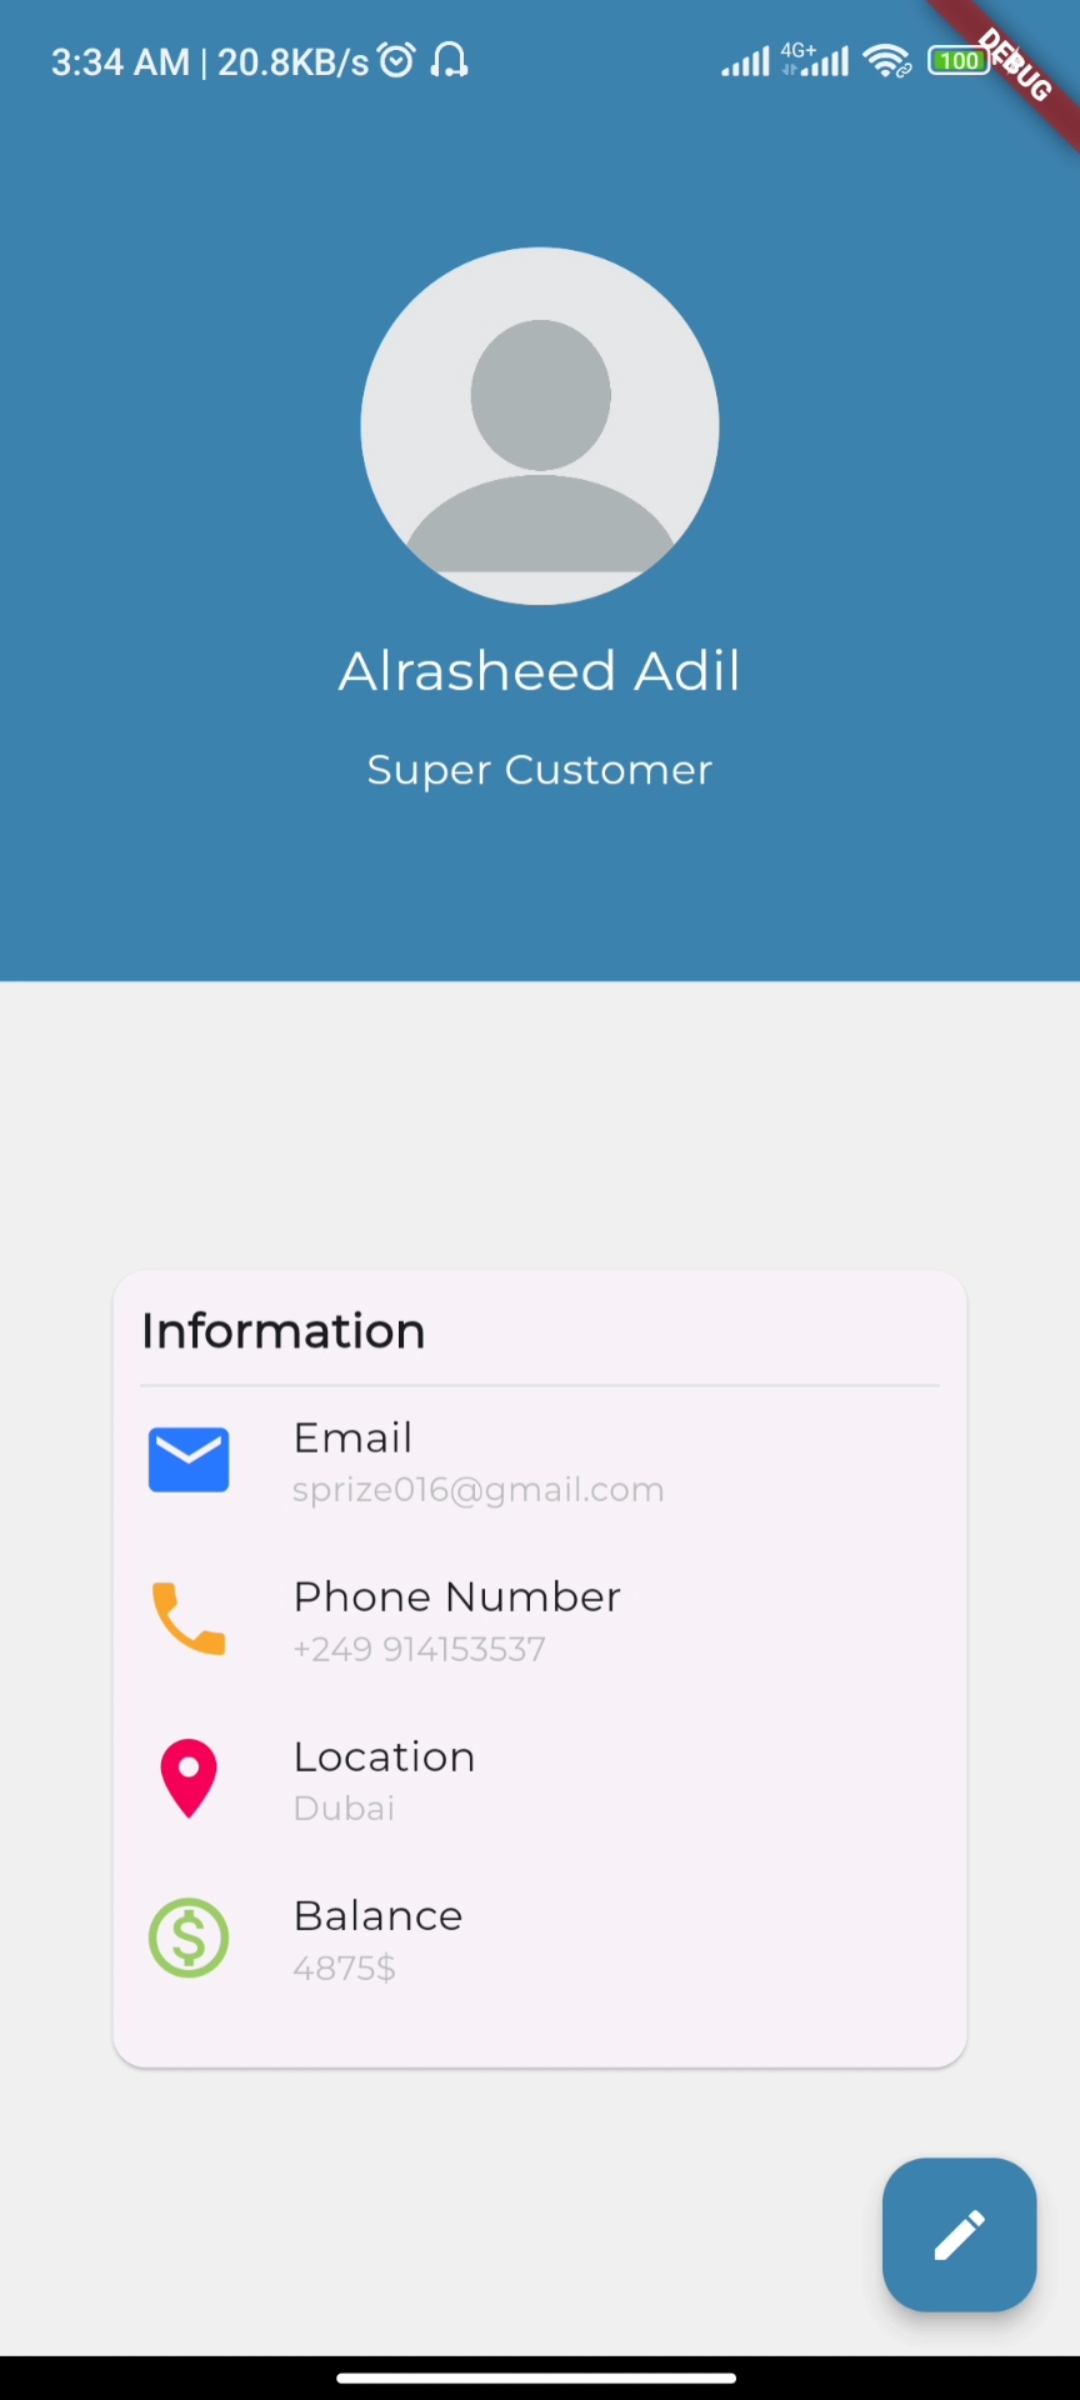 3:34 AM | 20.8KB/s
4G+
100
DEBUG
Alrasheed Adil
Super Customer
Information
Email
sprize016@gmail.com
Phone Number
+249 914153537
Location
Dubai
Balance
4875$